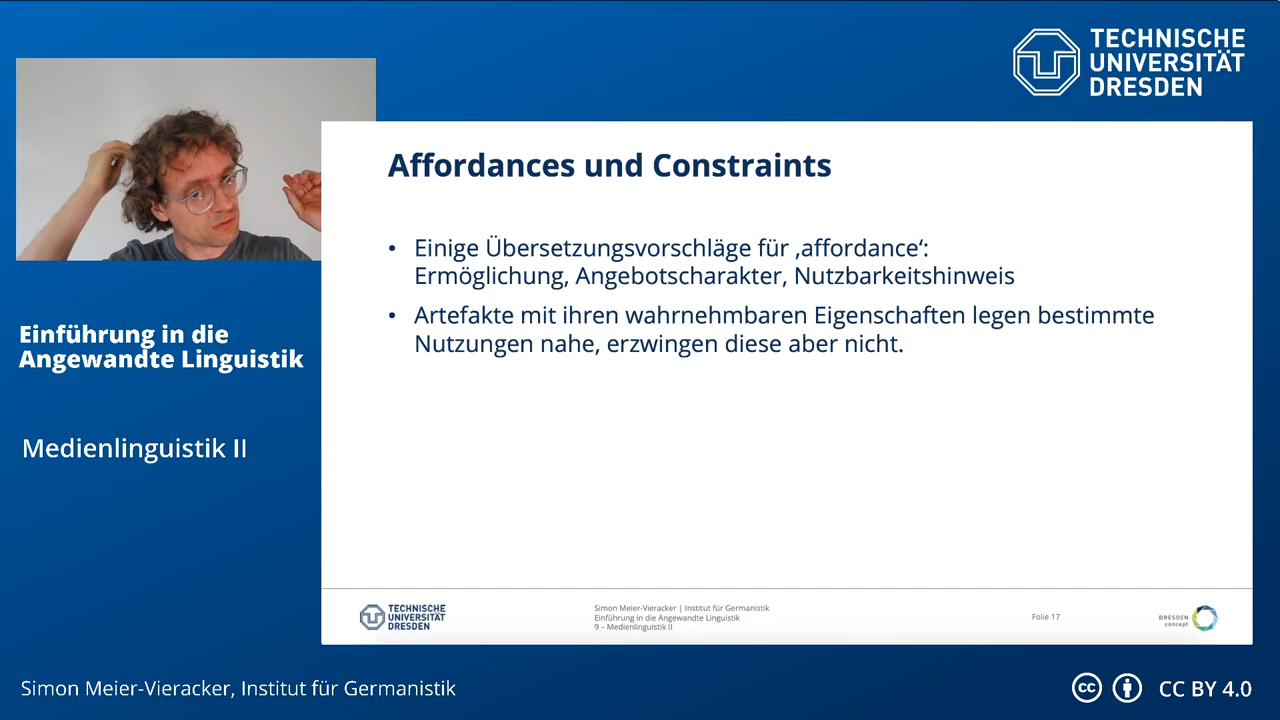 TECHNISCHE
UNIVERSITÄT
DRESDEN
Affordances und Constraints
• Einige Übersetzungsvorschläge für ‚affordance‘:
Ermöglichung, Angebotscharakter, Nutzbarkeitshinweis
• Artefakte mit ihren wahrnehmbaren Eigenschaften legen bestimmte
Nutzungen nahe, erzwingen diese aber nicht.
Einführung in die
Angewandte Linguistik
Medienlinguistik II
TECHNISCHE
UNIVERSITÄT
DRESDEN
Simon Meier-Vieracker | Institut für Germanistik
Einführung in die Angewandte Linguistik
9 – Medienlinguistik II
Folie 17
DRESDEN
concept
Simon Meier-Vieracker, Institut für Germanistik
cc
CC BY 4.0